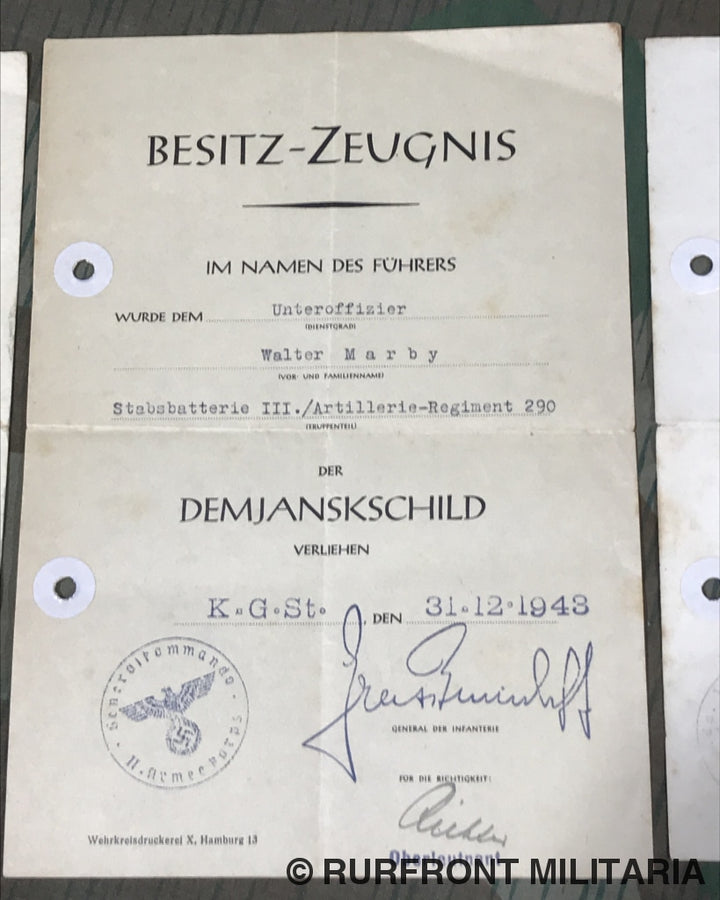 BESITZ-ZEUGNIS
IM NAMEN DES FÜHRERS
WURDE DEM Unteroffizier
(DIENSTGRAD)
Walter Marby
(VOR- UND FAMILIENNAME)
Stabsbatterie III./Artillerie-Regiment 290
(TRUPPENTEIL)
DER
DEMJANSKSCHILD
VERLIEHEN
K.G.St. , DEN 31.12.1943
Generalkommando
II. Armeekorps
GENERAL DER INFANTERIE
FÜR DIE RICHTIGKEIT:
Oberleutnant
Wehrkreisdruckerei X, Hamburg 13
© RURFRONT MILITARIA